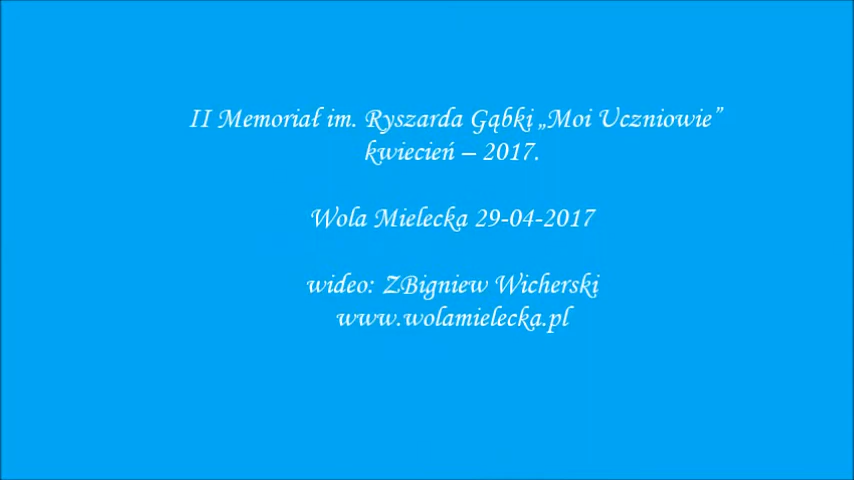 II Memoriał im. Ryszarda Gąbki „Moi Uczniowie”
kwiecień – 2017.
Wola Mielecka 29-04-2017
wideo: ZBigniew Wicherski
www.wolamielecka.pl